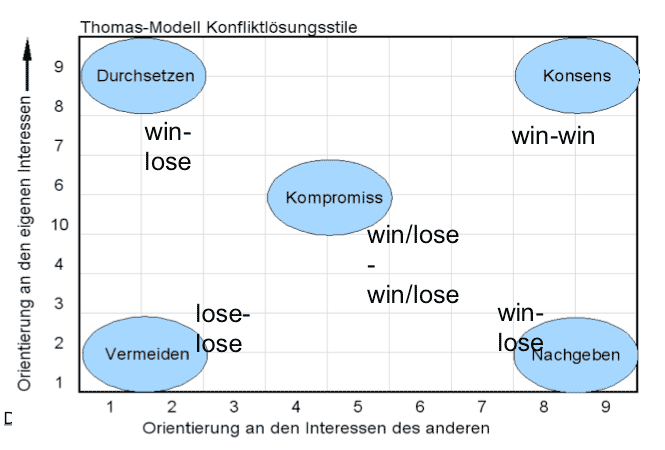 Thomas-Modell Konfliktlösungsstile
Orientierung an den eigenen Interessen
9
8
7
6
10
4
3
2
1
Durchsetzen
Konsens
win-
lose
win-win
Kompromiss
win/lose
-
win/lose
lose-
lose
win-
lose
Vermeiden
Nachgeben
1 2 3 4 5 6 7 8 9
Orientierung an den Interessen des anderen